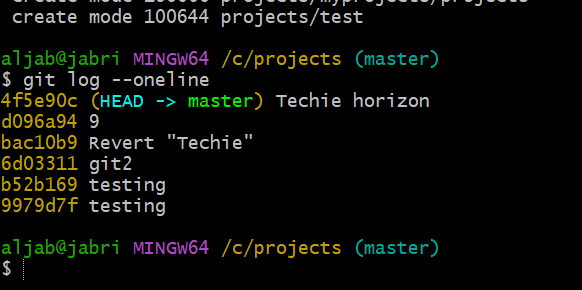 create mode 100644 projects/test
aljab@jabri MINGW64 /c/projects (master)
$ git log --oneline
4f5e90c (HEAD -> master) Techie horizon
d096a94 9
bac10b9 Revert "Techie"
6d03311 git2
b52b169 testing
9979d7f testing
aljab@jabri MINGW64 /c/projects (master)
$